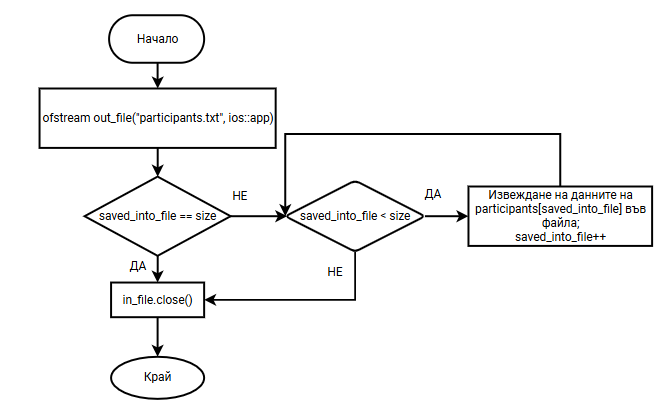 Начало
ofstream out_file("participants.txt", ios::app)
saved_into_file == size
НЕ
saved_into_file < size
ДА
Извеждане на данните на
participants[saved_into_file] във
файла;
saved_into_file++
ДА
НЕ
in_file.close()
Край